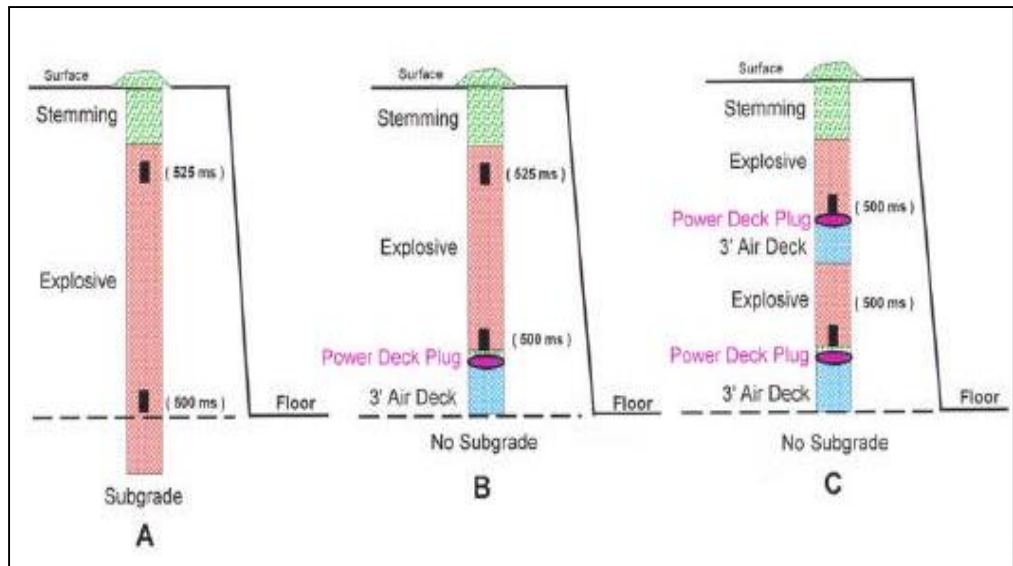 Surface
Stemming
( 525 ms )
Explosive
( 500 ms )
Floor
Subgrade
A
Surface
Stemming
( 525 ms )
Explosive
( 500 ms )
Power Deck Plug
3' Air Deck
Floor
No Subgrade
B
Surface
Stemming
Explosive
( 500 ms )
Power Deck Plug
3' Air Deck
Explosive
( 500 ms )
Power Deck Plug
3' Air Deck
Floor
No Subgrade
C